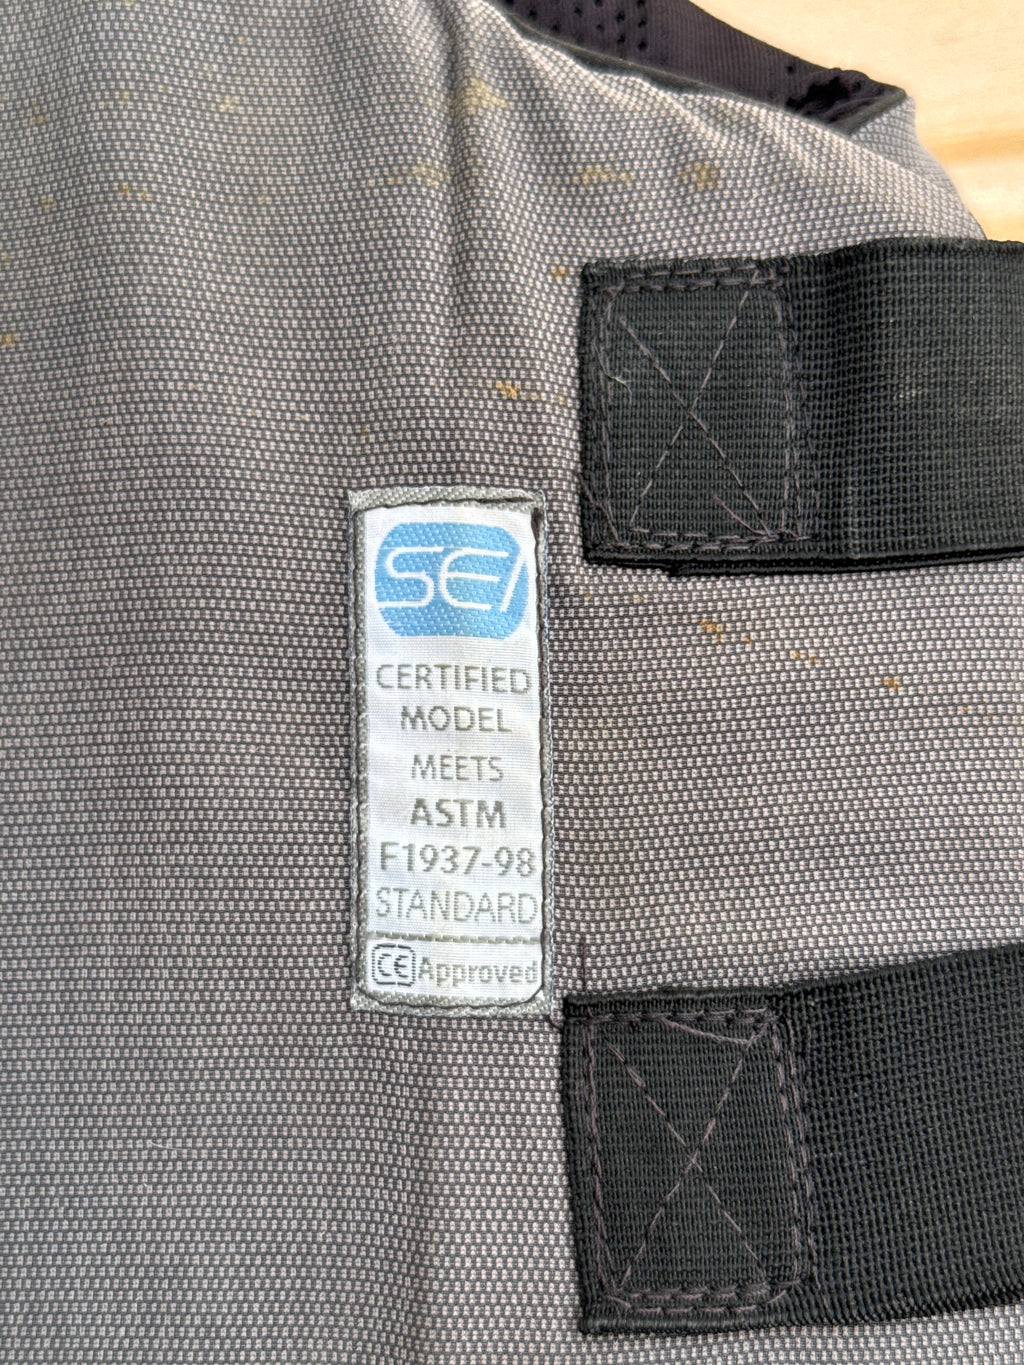 SEI
CERTIFIED
MODEL
MEETS
ASTM
F1937-98
STANDARD
CE Approved